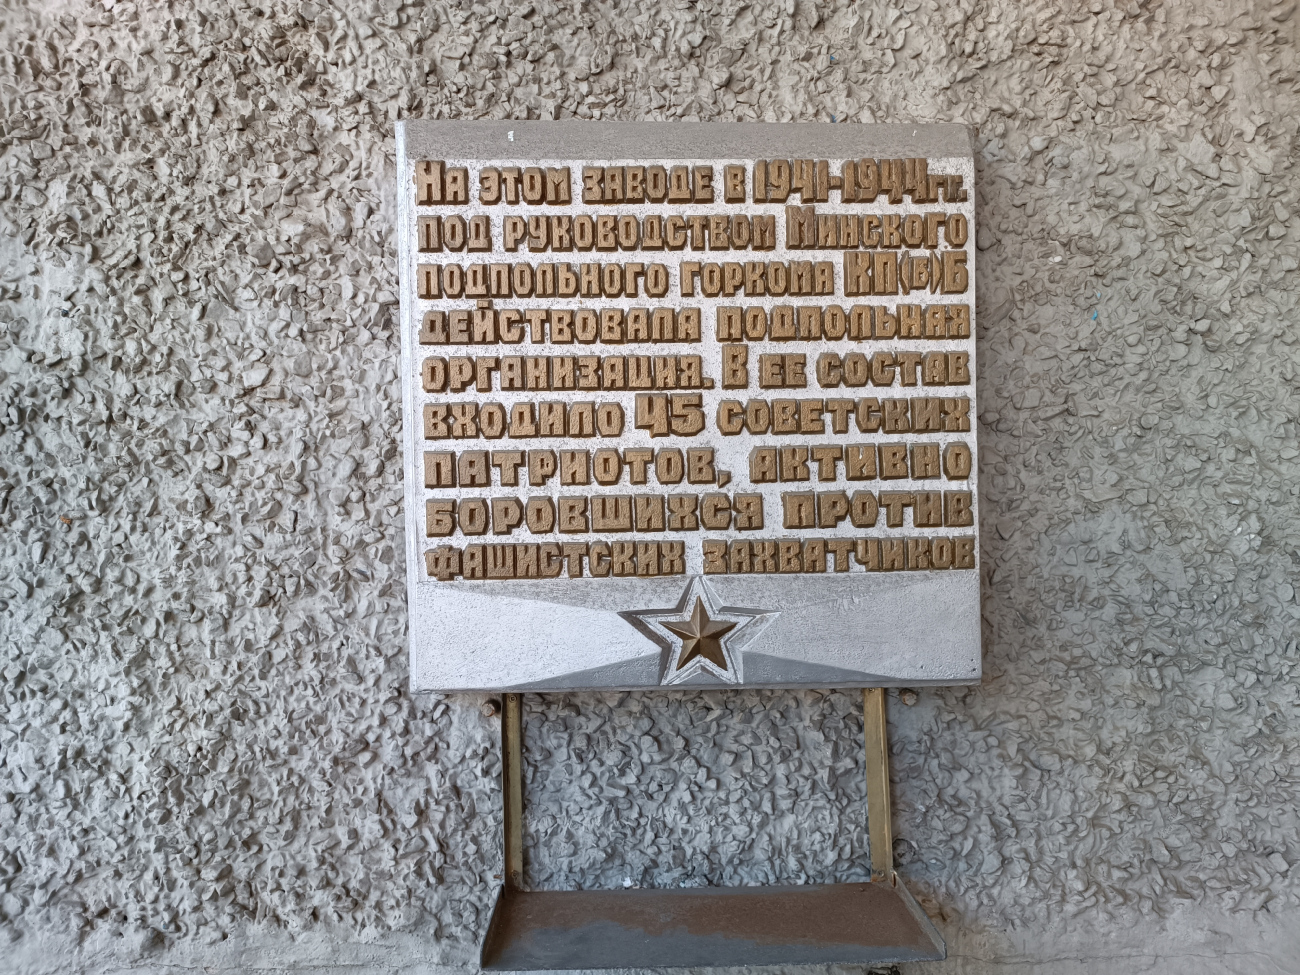 На этом заводе в 1941-1944гг.
под руководством Минского
подпольного горкома КП(б)Б
действовала подпольная
организация. В ее состав
входило 45 советских
патриотов, активно
боровшихся против
фашистских захватчиков